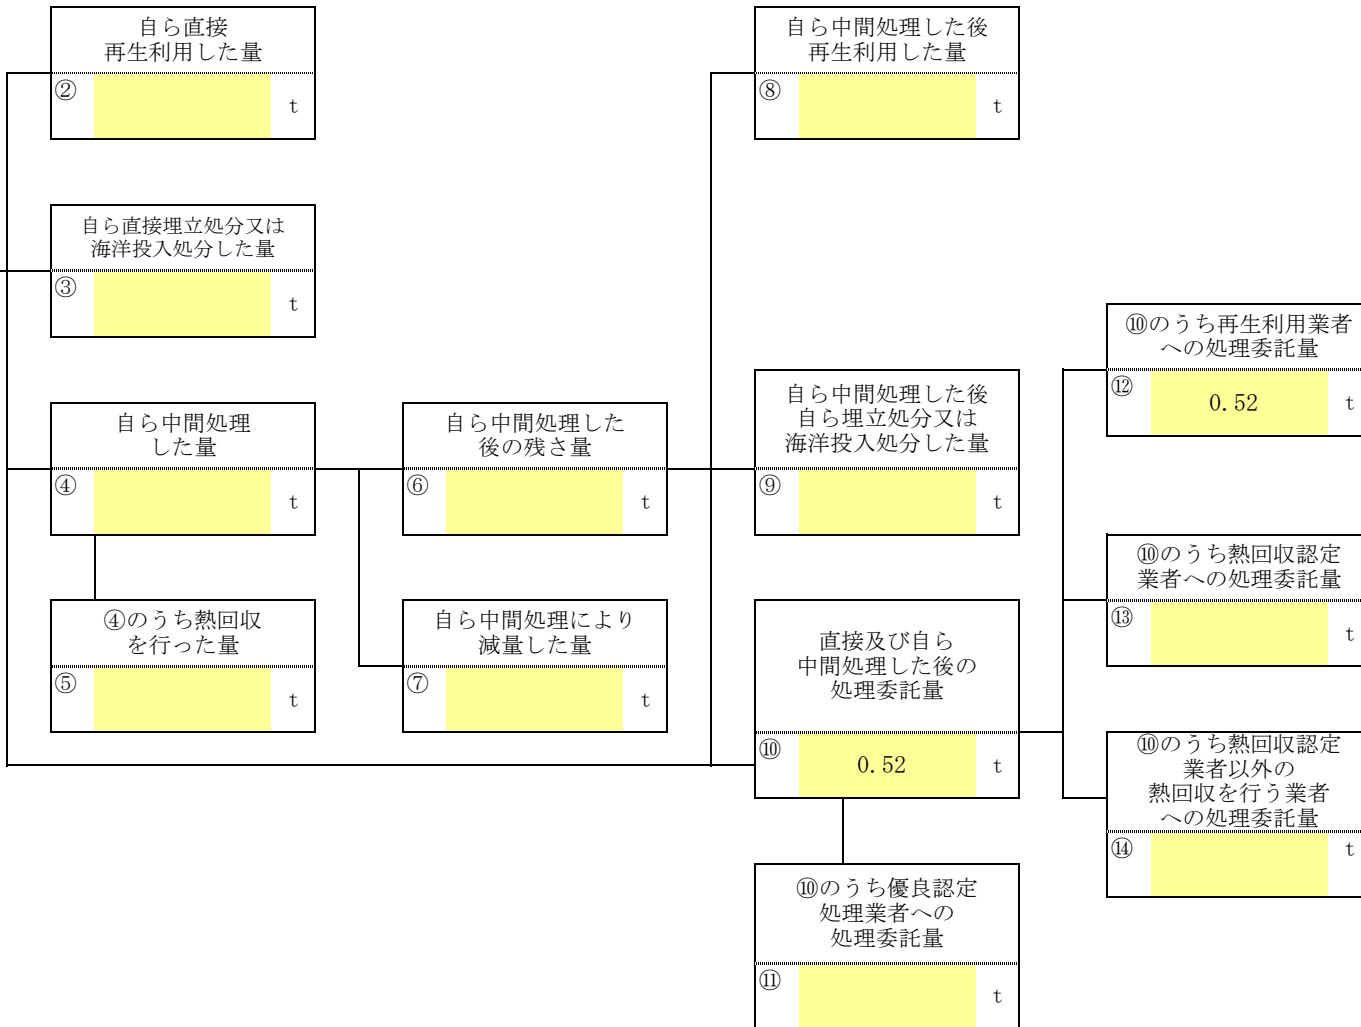 自ら直接
再生利用した量
②
t
自ら中間処理した後
再生利用した量
⑧
t
自ら直接埋立処分又は
海洋投入処分した量
③
t
⑩のうち再生利用業者
への処理委託量
⑫
0.52
t
自ら中間処理した後
自ら埋立処分又は
海洋投入処分した量
⑨
t
自ら中間処理
した量
④
t
自ら中間処理した
後の残さ量
⑥
t
⑩のうち熱回収認定
業者への処理委託量
⑬
t
④のうち熱回収
を行った量
⑤
t
自ら中間処理により
減量した量
⑦
t
直接及び自ら
中間処理した後の
処理委託量
⑩
0.52
t
⑩のうち熱回収認定
業者以外の
熱回収を行う業者
への処理委託量
⑭
t
⑩のうち優良認定
処理業者への
処理委託量
⑪
t